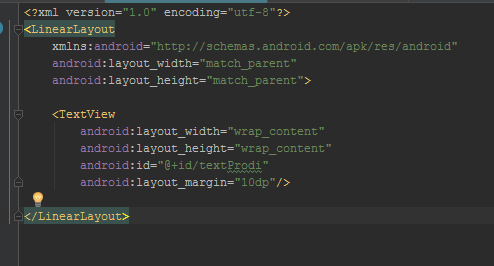 <?xml version="1.0" encoding="utf-8"?>
<LinearLayout
xmlns:android="http://schemas.android.com/apk/res/android"
android:layout_width="match_parent"
android:layout_height="match_parent">
<TextView
android:layout_width="wrap_content"
android:layout_height="wrap_content"
android:id="@+id/textProdi"
android:layout_margin="10dp"/>
</LinearLayout>